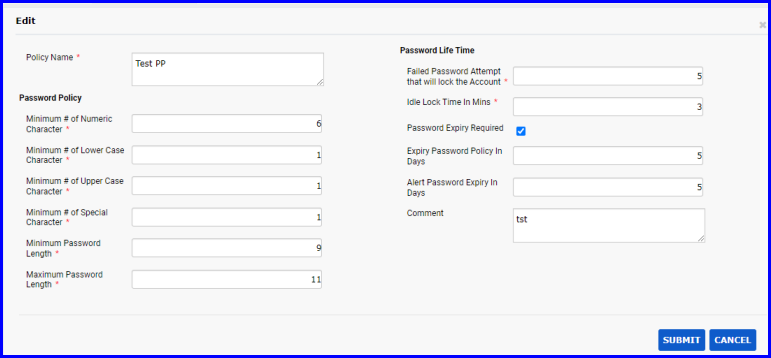 Edit
×
Policy Name *
Test PP
Password Policy
Minimum # of Numeric
Character *
6
Minimum # of Lower Case
Character *
1
Minimum # of Upper Case
Character *
1
Minimum # of Special
Character *
1
Minimum Password
Length *
9
Maximum Password
Length *
11
Password Life Time
Failed Password Attempt
that will lock the Account *
5
Idle Lock Time In Mins *
3
Password Expiry Required
Expiry Password Policy In
Days
5
Alert Password Expiry In
Days
5
Comment
tst
SUBMIT
CANCEL